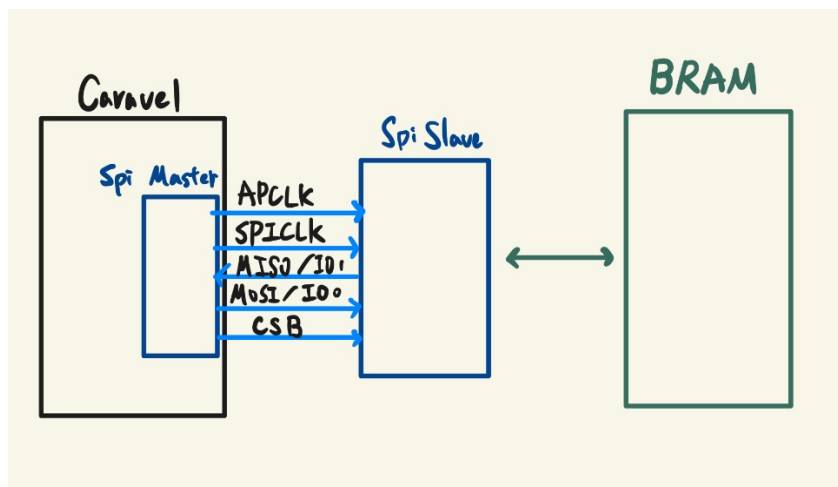 Caravel
BRAM
Spi Slave
Spi Master
APCLK
SPICLK
MISO/IO1
MOSI/IO0
CSB